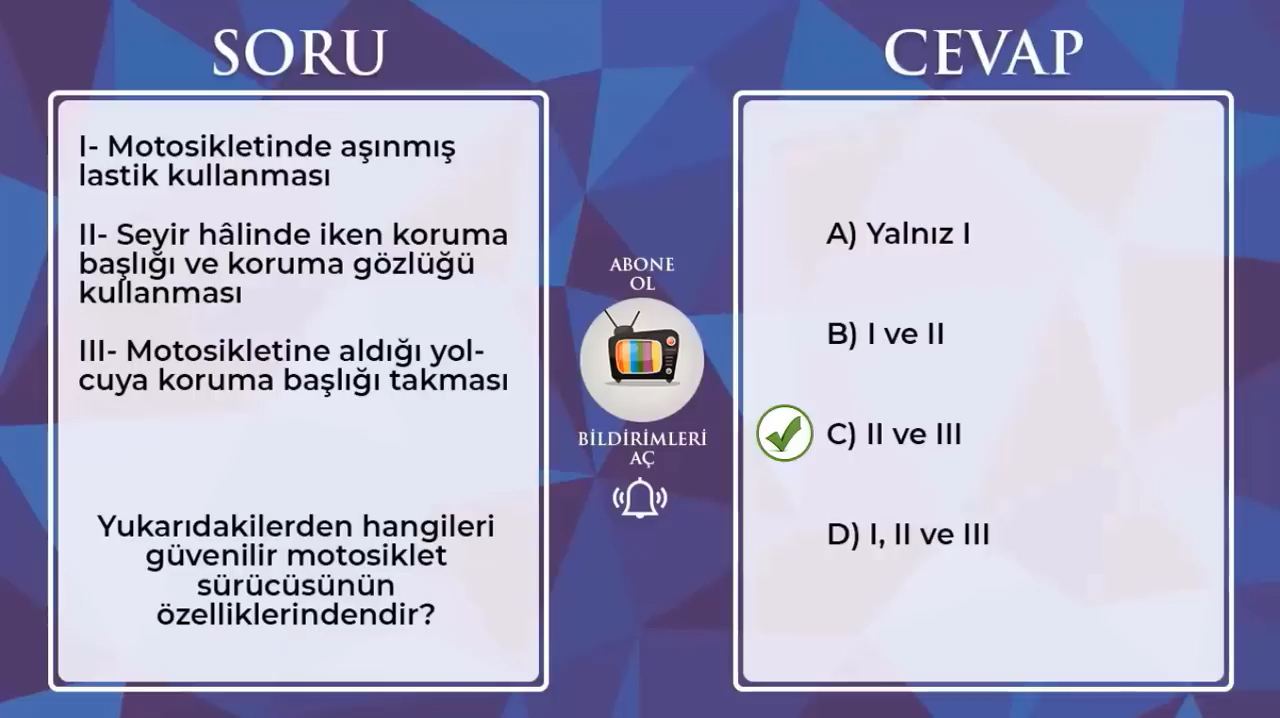 SORU
I- Motosikletinde aşınmış
lastik kullanması
II- Seyir hâlinde iken koruma
başlığı ve koruma gözlüğü
kullanması
III- Motosikletine aldığı yol-
cuya koruma başlığı takması
Yukarıdakilerden hangileri
güvenilir motosiklet
sürücüsünün
özelliklerindendir?
ABONE
OL
BİLDİRİMLERİ
AÇ
CEVAP
A) Yalnız I
B) I ve II
C) II ve III
D) I, II ve III